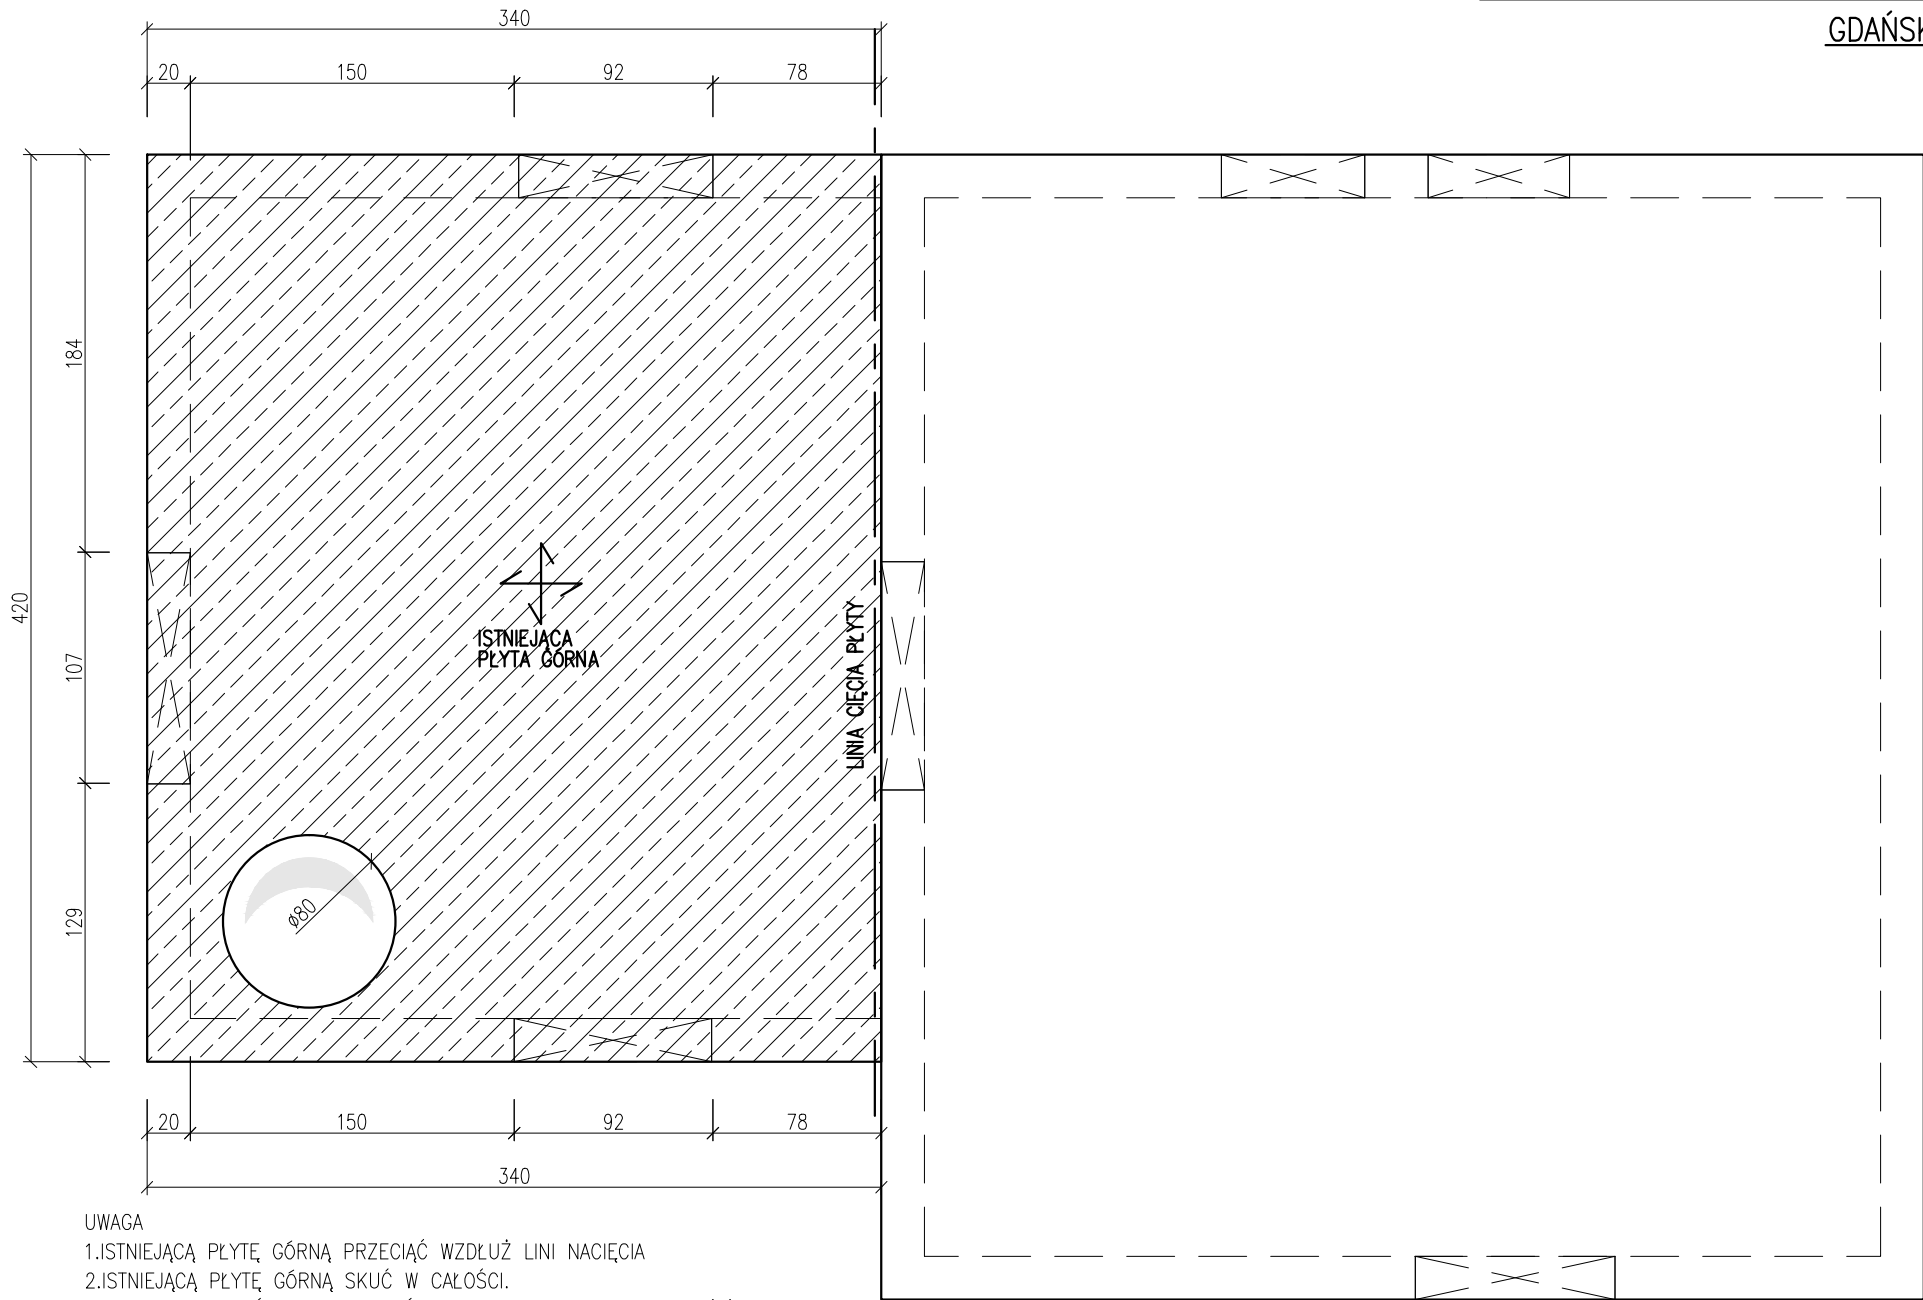 340
GDAŃSK
20 150 92 78
184
420
107
129
ISTNIEJĄCA
PŁYTA GÓRNA
LINIA CIĘCIA PŁYTY
ø80
20 150 92 78
340
UWAGA
1.ISTNIEJĄCĄ PŁYTĘ GÓRNĄ PRZECIĄĆ WZDŁUŻ LINI NACIĘCIA
2.ISTNIEJĄCĄ PŁYTĘ GÓRNĄ SKUĆ W CAŁOŚCI.